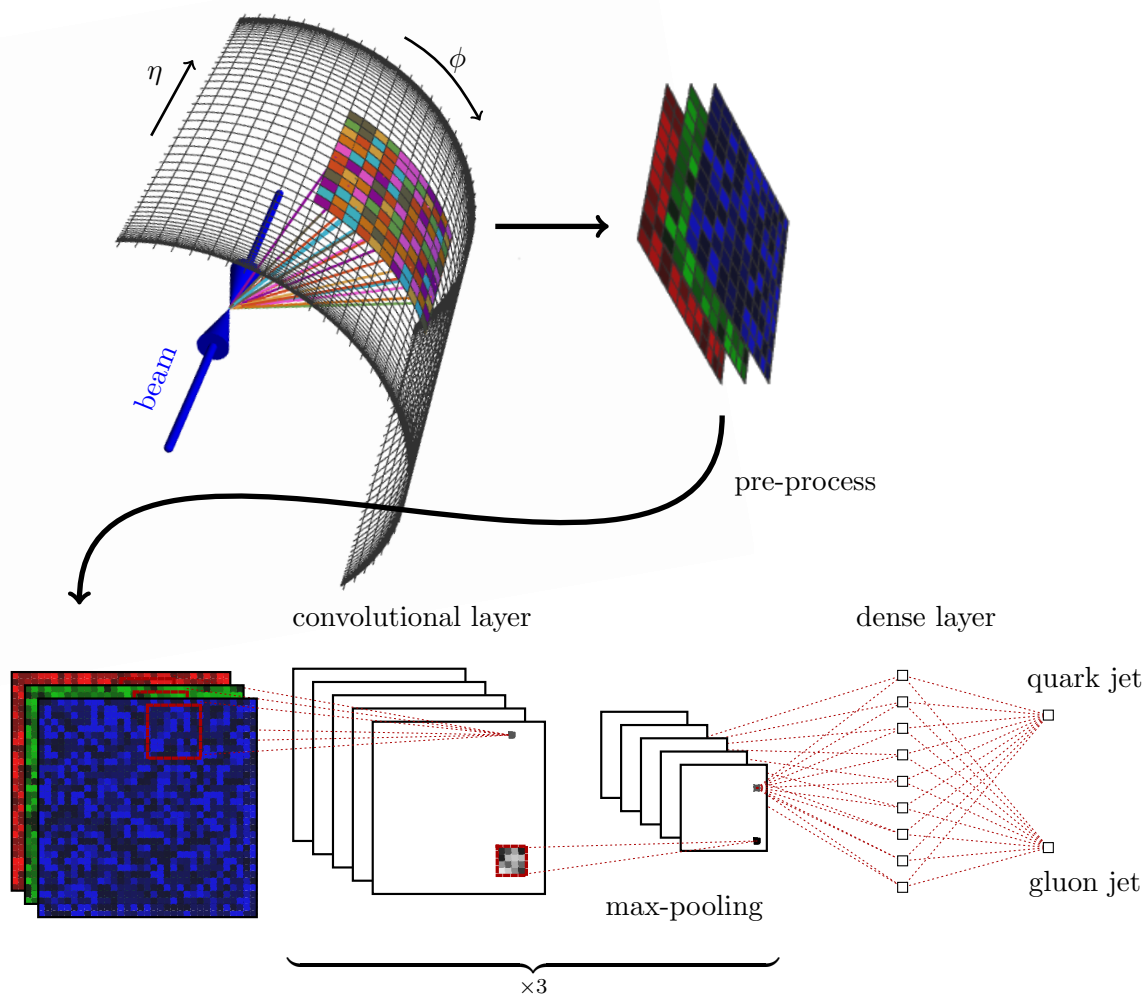 η
ϕ
beam
pre-process
convolutional layer
dense layer
quark jet
gluon jet
max-pooling
×3